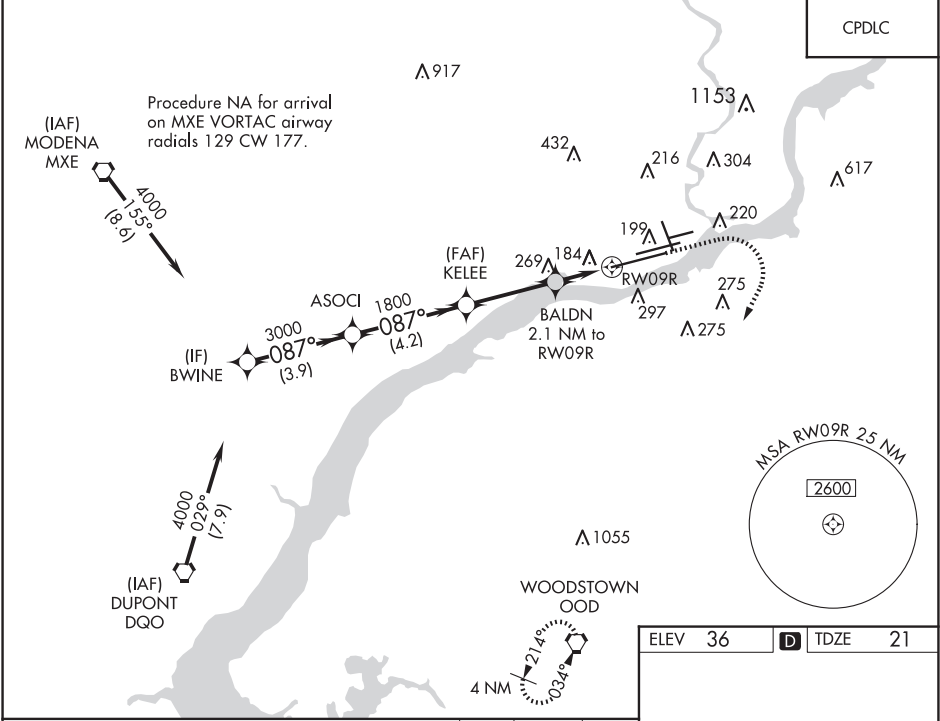 CPDLC
917
1153
Procedure NA for arrival
on MXE VORTAC airway
radials 129 CW 177.
(IAF)
MODENA
MXE
432
216
304
617
4000
155°
(8.6)
199
220
(FAF)
KELEE
269
184
RW09R
ASOCI
1800
087°
(4.2)
3000
087°
(3.9)
(IF)
BWINE
BALDN
2.1 NM to
RW09R
297
275
275
MSA RW09R 25 NM
2600
4000
029°
(7.9)
(IAF)
DUPONT
DQO
1055
WOODSTOWN
OOD
214°
034°
4 NM
ELEV 36 D TDZE 21